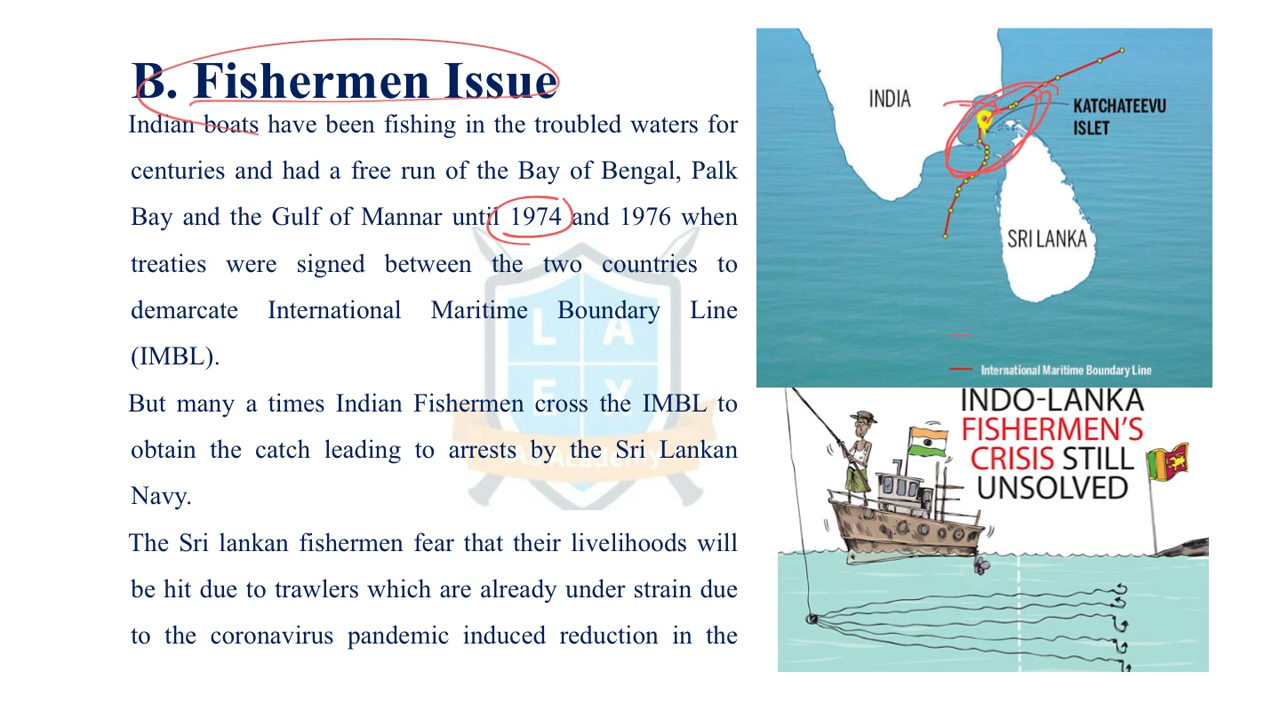 B. Fishermen Issue
Indian boats have been fishing in the troubled waters for
centuries and had a free run of the Bay of Bengal, Palk
Bay and the Gulf of Mannar until 1974 and 1976 when
treaties were signed between the two countries to
demarcate International Maritime Boundary Line
(IMBL).
But many a times Indian Fishermen cross the IMBL to
obtain the catch leading to arrests by the Sri Lankan
Navy.
The Sri lankan fishermen fear that their livelihoods will
be hit due to trawlers which are already under strain due
to the coronavirus pandemic induced reduction in the
INDIA
KATCHATEEVU
ISLET
SRI LANKA
International Maritime Boundary Line
INDO-LANKA
FISHERMEN'S
CRISIS STILL
UNSOLVED
L A
E X